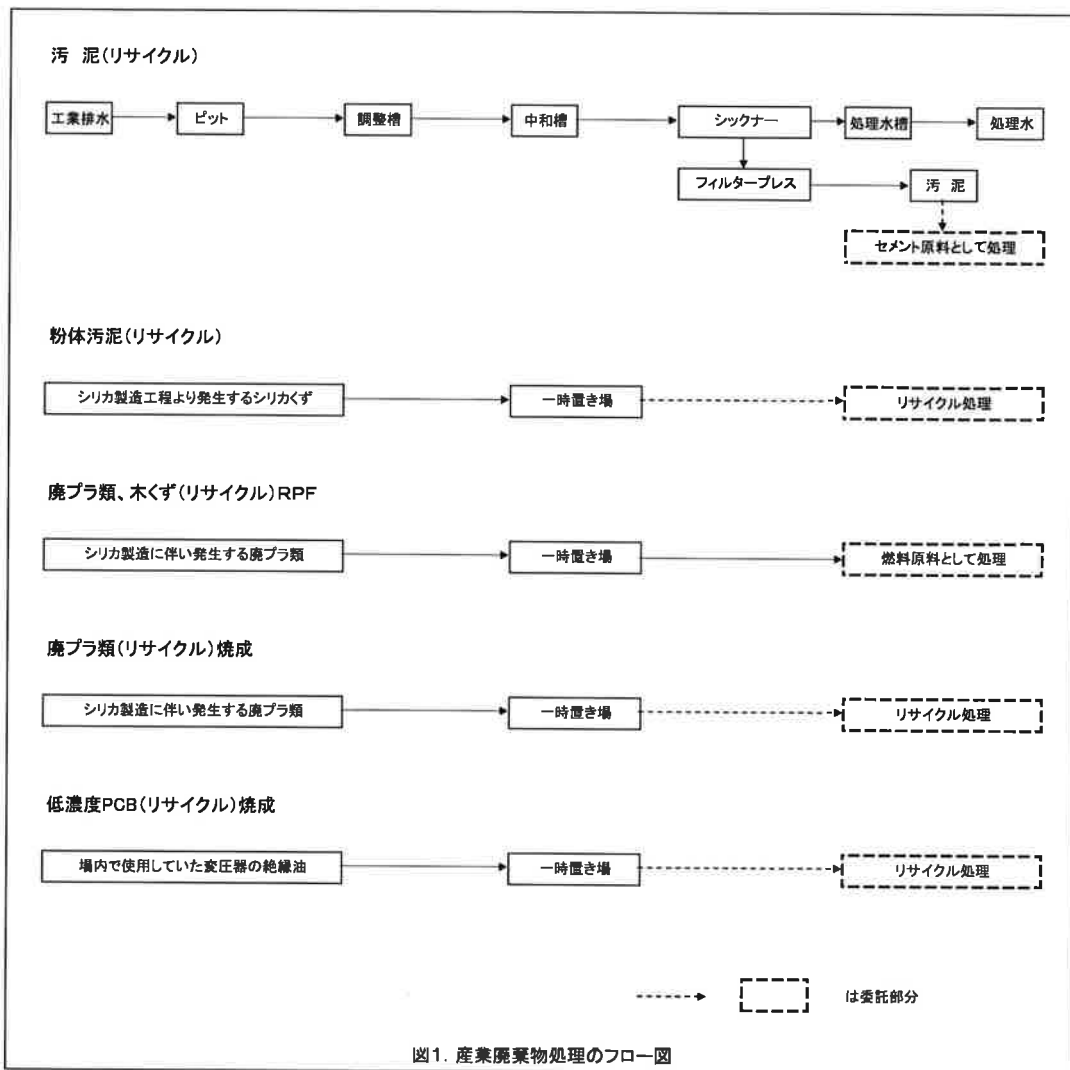 汚 泥(リサイクル)
工業排水 ピット 調整槽 中和槽 シックナー 処理水槽 処理水
フィルタープレス 汚 泥
セメント原料として処理
粉体汚泥(リサイクル)
シリカ製造工程より発生するシリカくず 一時置き場 リサイクル処理
廃プラ類、木くず(リサイクル)RPF
シリカ製造に伴い発生する廃プラ類 一時置き場 燃料原料として処理
廃プラ類(リサイクル)焼成
シリカ製造に伴い発生する廃プラ類 一時置き場 リサイクル処理
低濃度PCB(リサイクル)焼成
場内で使用していた変圧器の絶縁油 一時置き場 リサイクル処理
は委託部分
図1. 産業廃棄物処理のフロー図